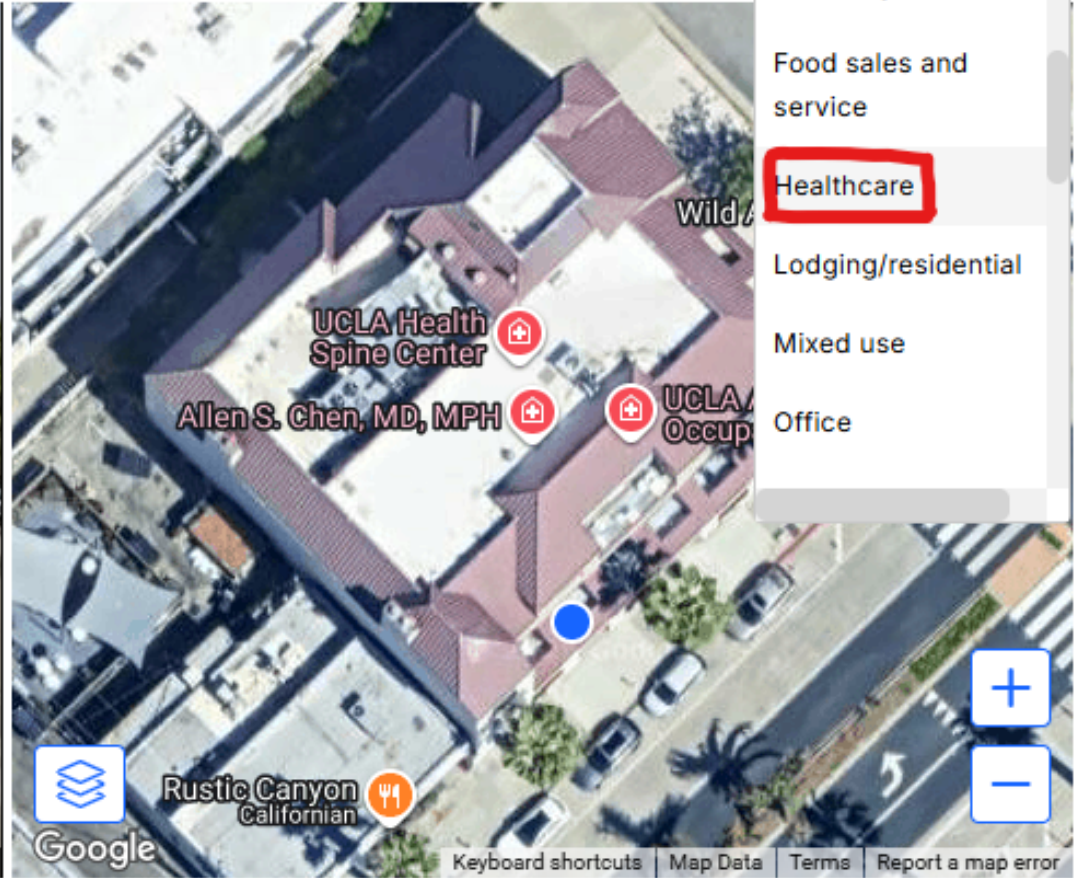 Food sales and
service
Healthcare
Wild
Lodging/residential
UCLA Health
Spine Center
Mixed use
Allen S. Chen, MD, MPH
UCLA
Office
Rustic Canyon
Californian
Google
Keyboard shortcuts
Map Data
Terms
Report a map error